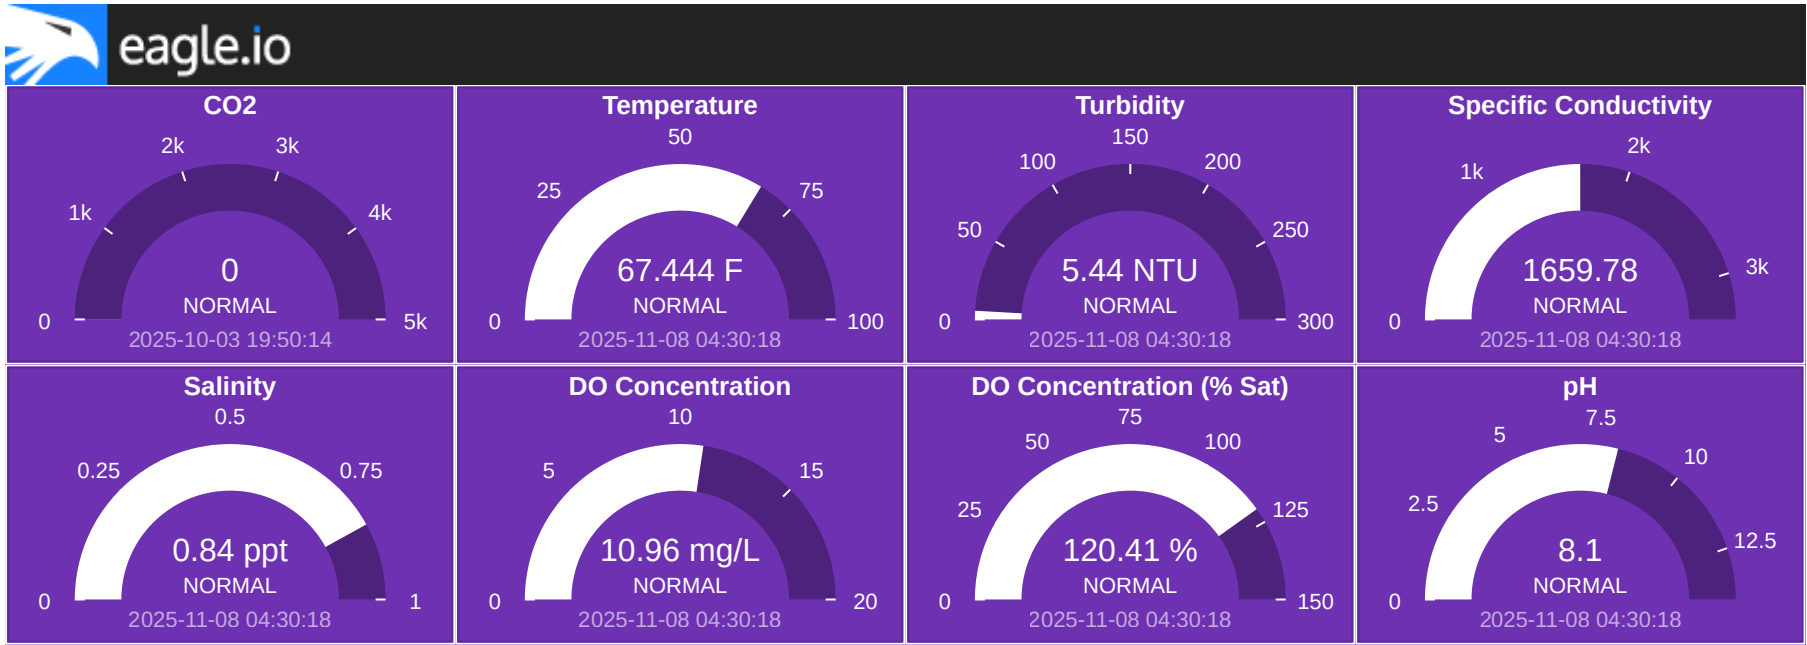 eagle.io
CO2
2k
3k
1k
4k
0
NORMAL
0
5k
2025-10-03 19:50:14
Temperature
50
25
75
67.444 F
NORMAL
0
100
2025-11-08 04:30:18
Turbidity
150
100
200
50
250
5.44 NTU
NORMAL
0
300
2025-11-08 04:30:18
Specific Conductivity
2k
1k
3k
1659.78
NORMAL
0
2025-11-08 04:30:18
Salinity
0.5
0.25
0.75
0.84 ppt
NORMAL
0
1
2025-11-08 04:30:18
DO Concentration
10
5
15
10.96 mg/L
NORMAL
0
20
2025-11-08 04:30:18
DO Concentration (% Sat)
75
50
100
25
125
120.41 %
NORMAL
0
150
2025-11-08 04:30:18
pH
7.5
5
10
2.5
12.5
8.1
NORMAL
0
2025-11-08 04:30:18